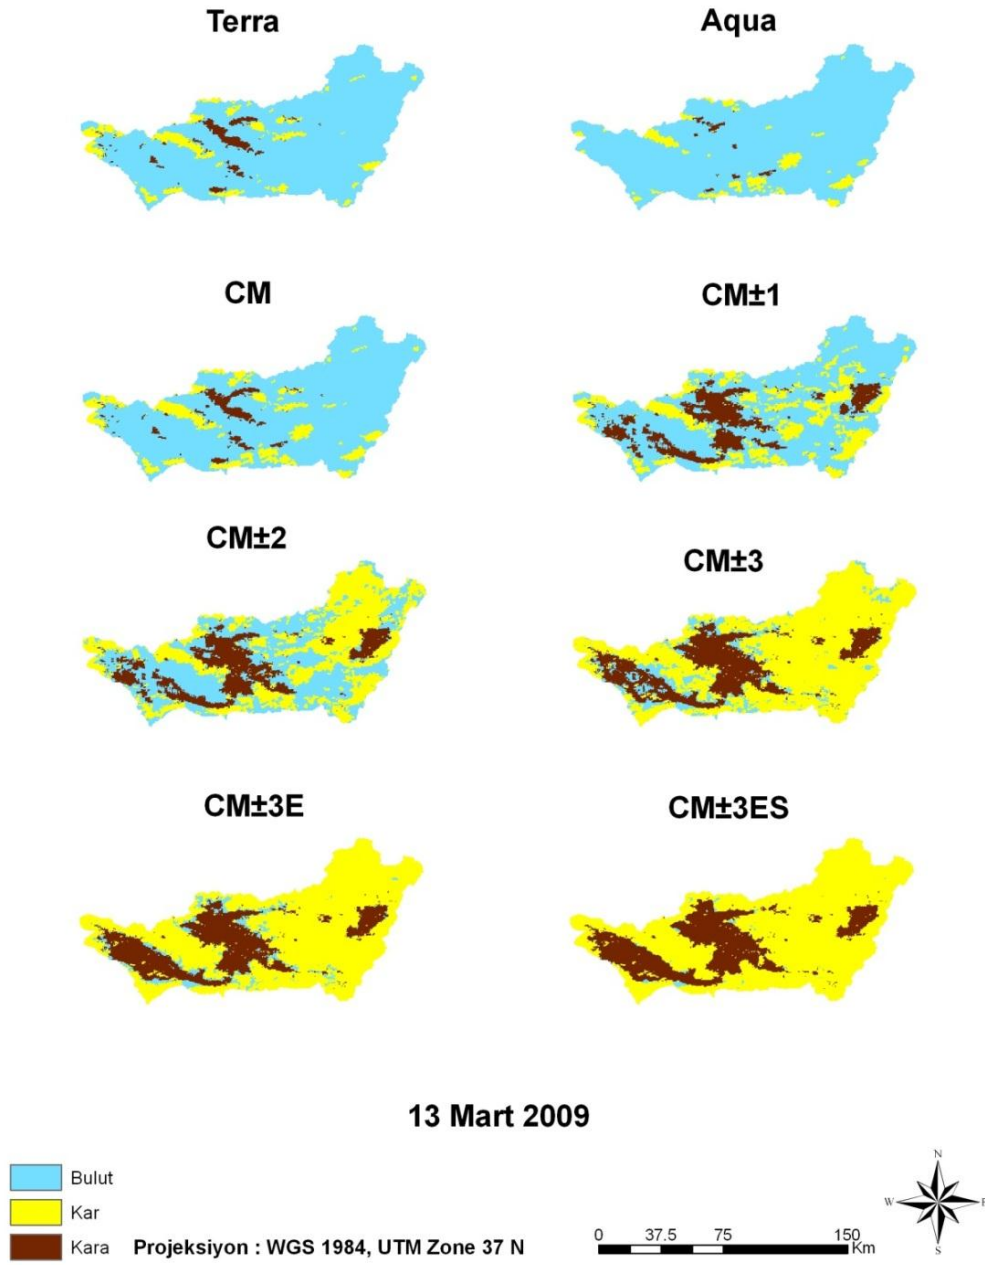 Terra
Aqua
CM
CM±1
CM±2
CM±3
CM±3E
CM±3ES
13 Mart 2009
Bulut
Kar
Kara
Projeksiyon : WGS 1984, UTM Zone 37 N
0 37.5 75 150
Km
N
W E
S